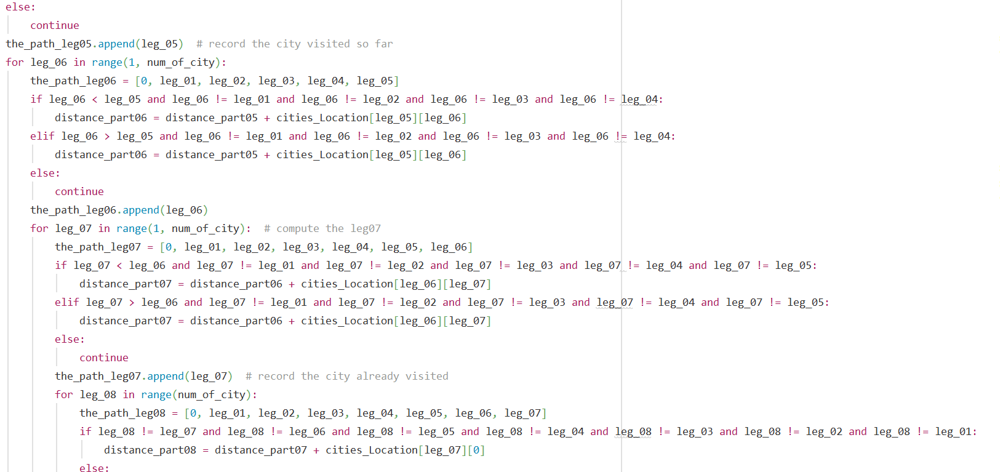 else:
continue
the_path_leg05.append(leg_05)  # record the city visited so far
for leg_06 in range(1, num_of_city):
the_path_leg06 = [0, leg_01, leg_02, leg_03, leg_04, leg_05]
if leg_06 < leg_05 and leg_06 != leg_01 and leg_06 != leg_02 and leg_06 != leg_03 and leg_06 != leg_04:
distance_part06 = distance_part05 + cities_Location[leg_05][leg_06]
elif leg_06 > leg_05 and leg_06 != leg_01 and leg_06 != leg_02 and leg_06 != leg_03 and leg_06 != leg_04:
distance_part06 = distance_part05 + cities_Location[leg_05][leg_06]
else:
continue
the_path_leg06.append(leg_06)
for leg_07 in range(1, num_of_city):  # compute the leg07
the_path_leg07 = [0, leg_01, leg_02, leg_03, leg_04, leg_05, leg_06]
if leg_07 < leg_06 and leg_07 != leg_01 and leg_07 != leg_02 and leg_07 != leg_03 and leg_07 != leg_04 and leg_07 != leg_05:
distance_part07 = distance_part06 + cities_Location[leg_06][leg_07]
elif leg_07 > leg_06 and leg_07 != leg_01 and leg_07 != leg_02 and leg_07 != leg_03 and leg_07 != leg_04 and leg_07 != leg_05:
distance_part07 = distance_part06 + cities_Location[leg_06][leg_07]
else:
continue
the_path_leg07.append(leg_07)  # record the city already visited
for leg_08 in range(num_of_city):
the_path_leg08 = [0, leg_01, leg_02, leg_03, leg_04, leg_05, leg_06, leg_07]
if leg_08 != leg_07 and leg_08 != leg_06 and leg_08 != leg_05 and leg_08 != leg_04 and leg_08 != leg_03 and leg_08 != leg_02 and leg_08 != leg_01:
distance_part08 = distance_part07 + cities_Location[leg_07][0]
else: